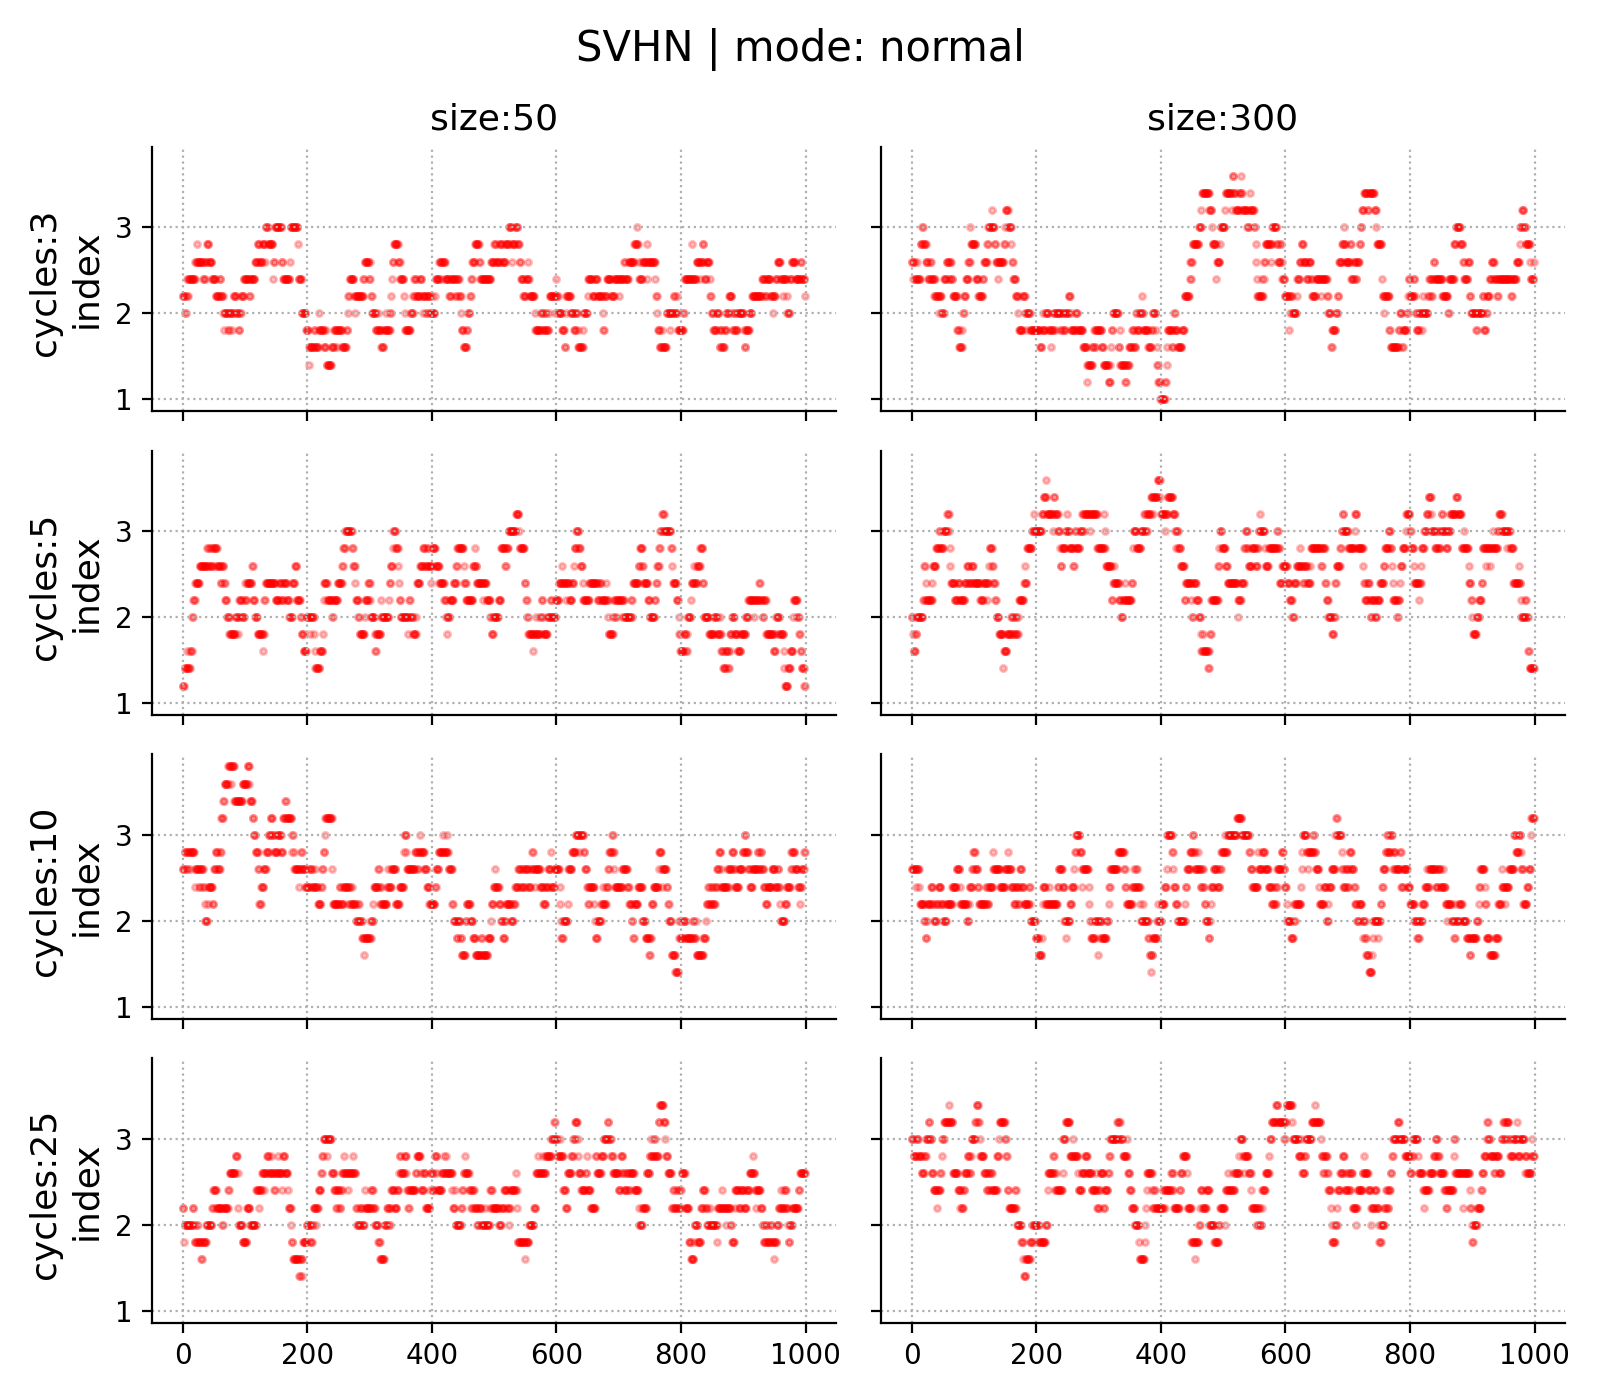 SVHN | mode: normal
size:50
size:300
cycles:3
index
3
2
1
cycles:5
index
3
2
1
cycles:10
index
3
2
1
cycles:25
index
3
2
1
0 200 400 600 800 1000
0 200 400 600 800 1000